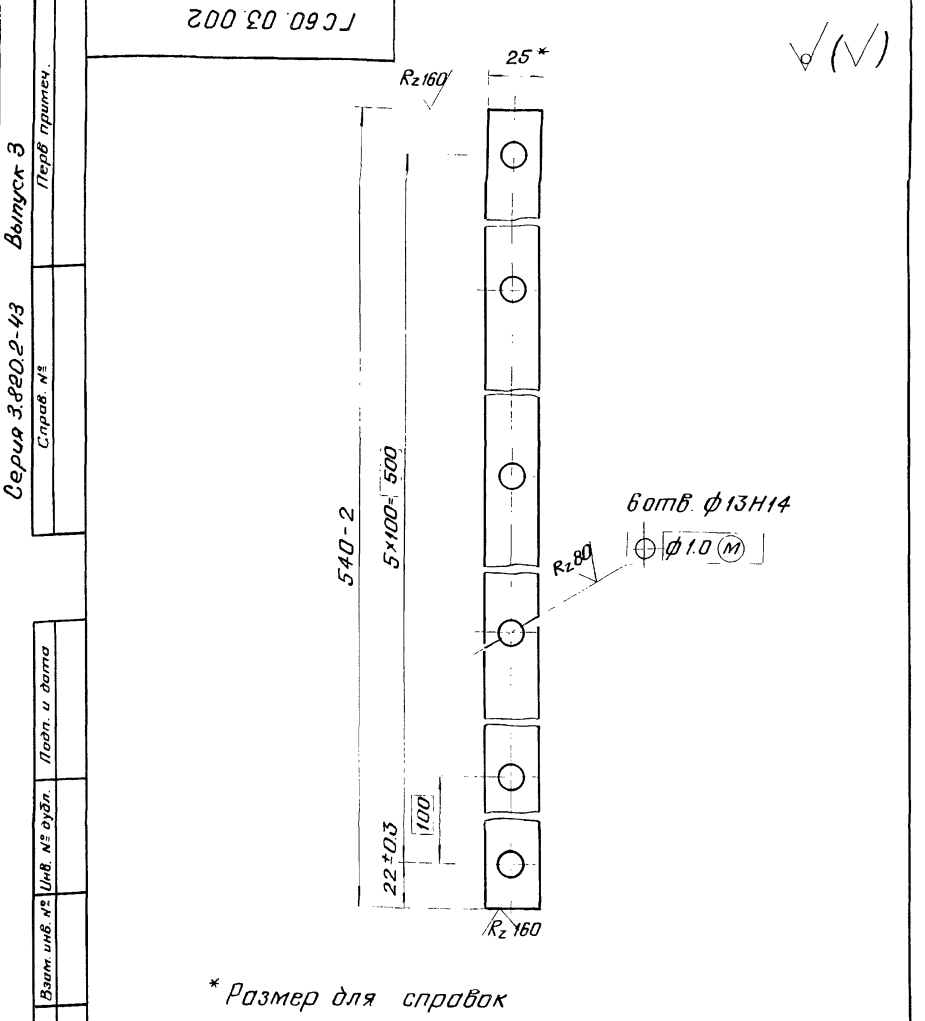 ГС60.03.002
25*
Rz160
540-2
5×100=500
22±0.3
100
6 отв. ф13Н14
ф1.0 (М)
Rz80
Rz160
* Размер для справок
Серия 3.820.2-43 Выпуск 3
Перв примеч.
Справ. №
Подп. и дата
Инв. № дубл.
Взам. инв. №